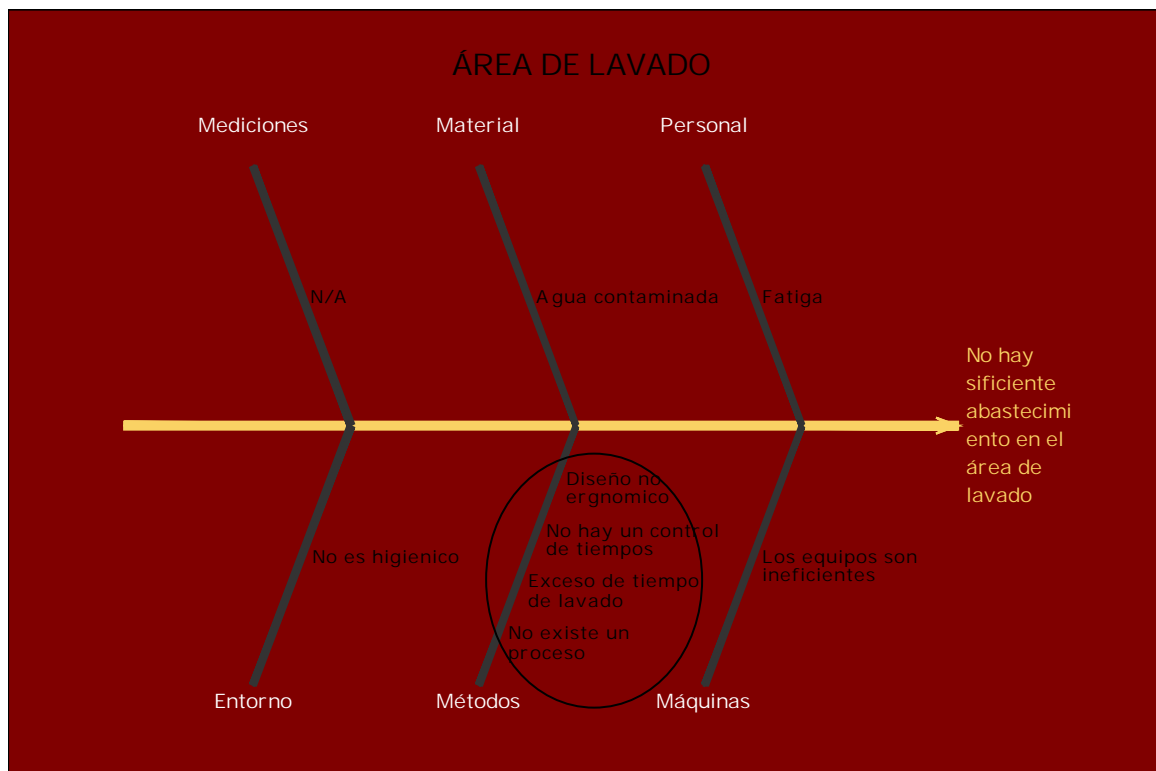 ÁREA DE LAVADO
Mediciones
Material
Personal
N/A
Agua contaminada
Fatiga
No hay
sificiente
abastecimi
ento en el
área de
lavado
Diseño no
ergnomico
No hay un control
de tiempos
Exceso de tiempo
de lavado
No existe un
proceso
No es higienico
Los equipos son
ineficientes
Entorno
Métodos
Máquinas